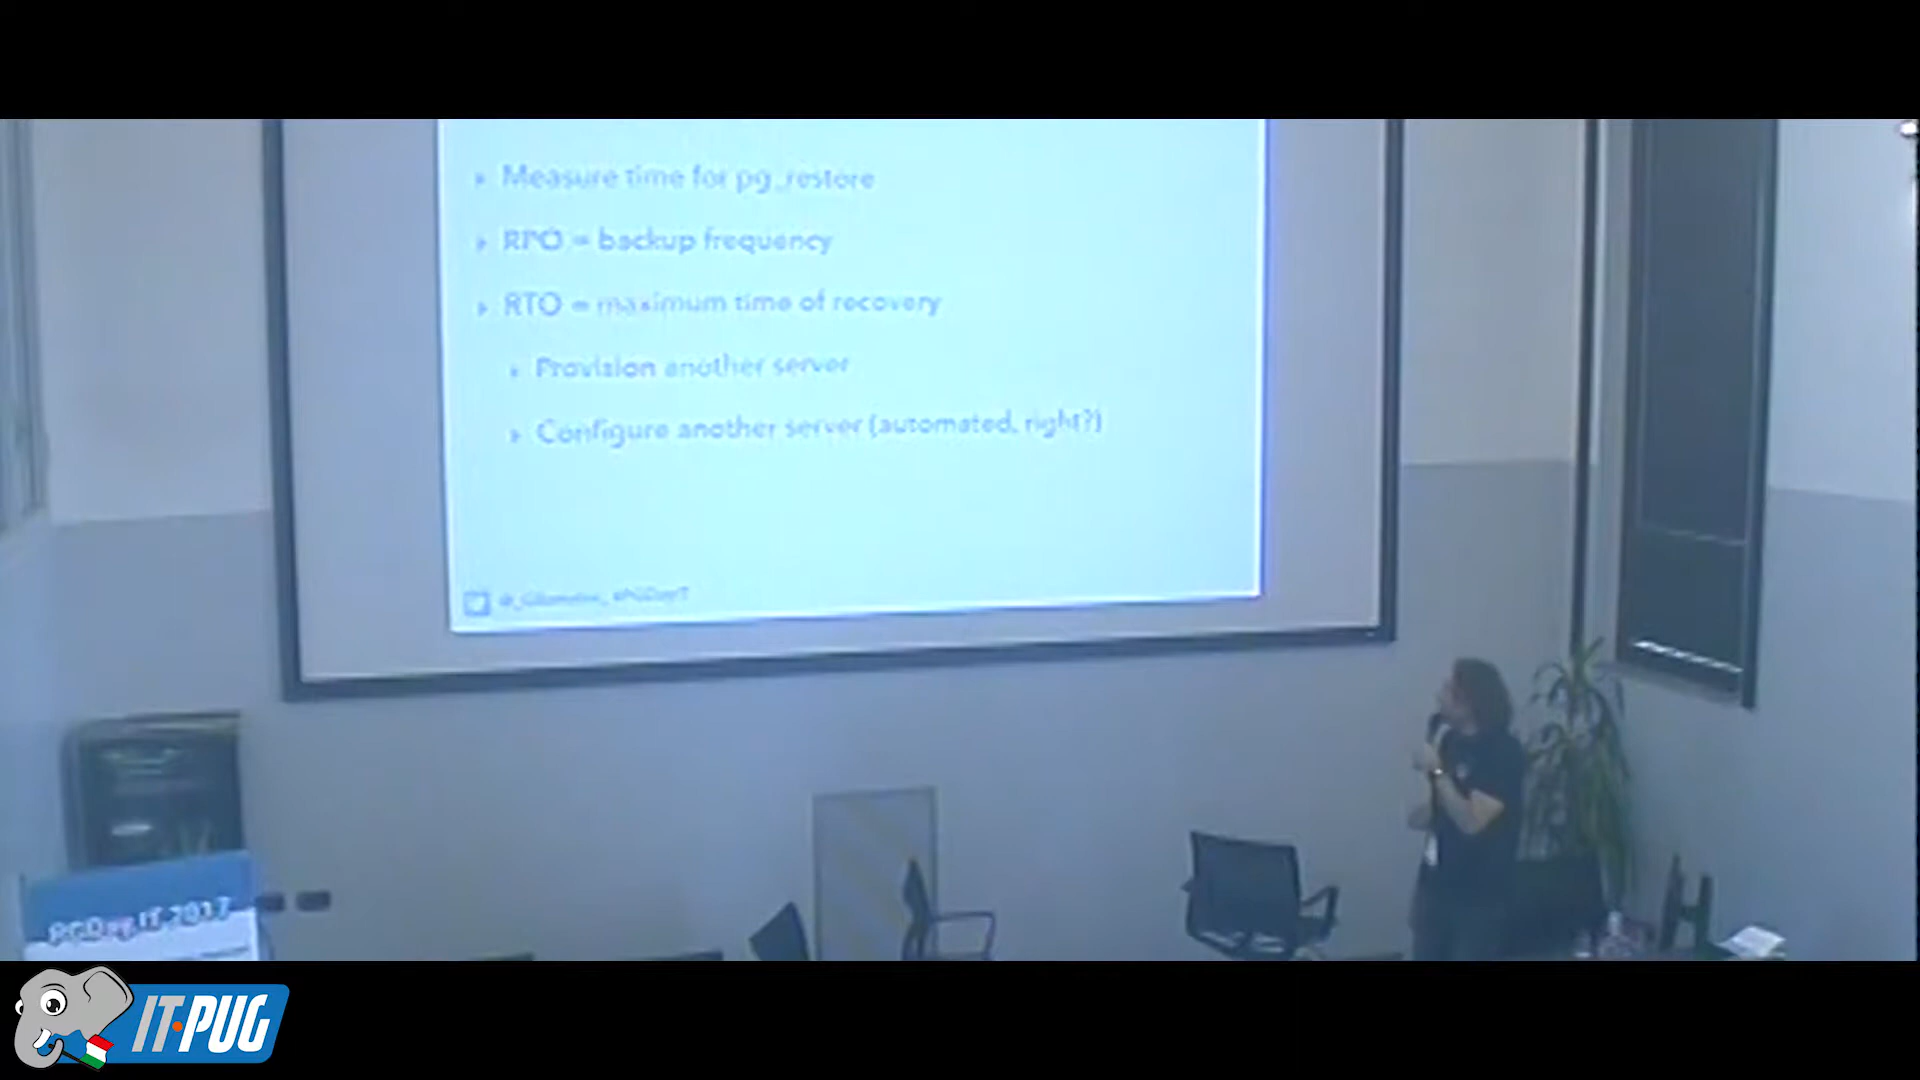 Measure time for pg_restore
RPO = backup frequency
RTO = maximum time of recovery
Provision another server
Configure another server (automated, right?)
#PGDayIT
PGDay.IT 2017
IT·PUG